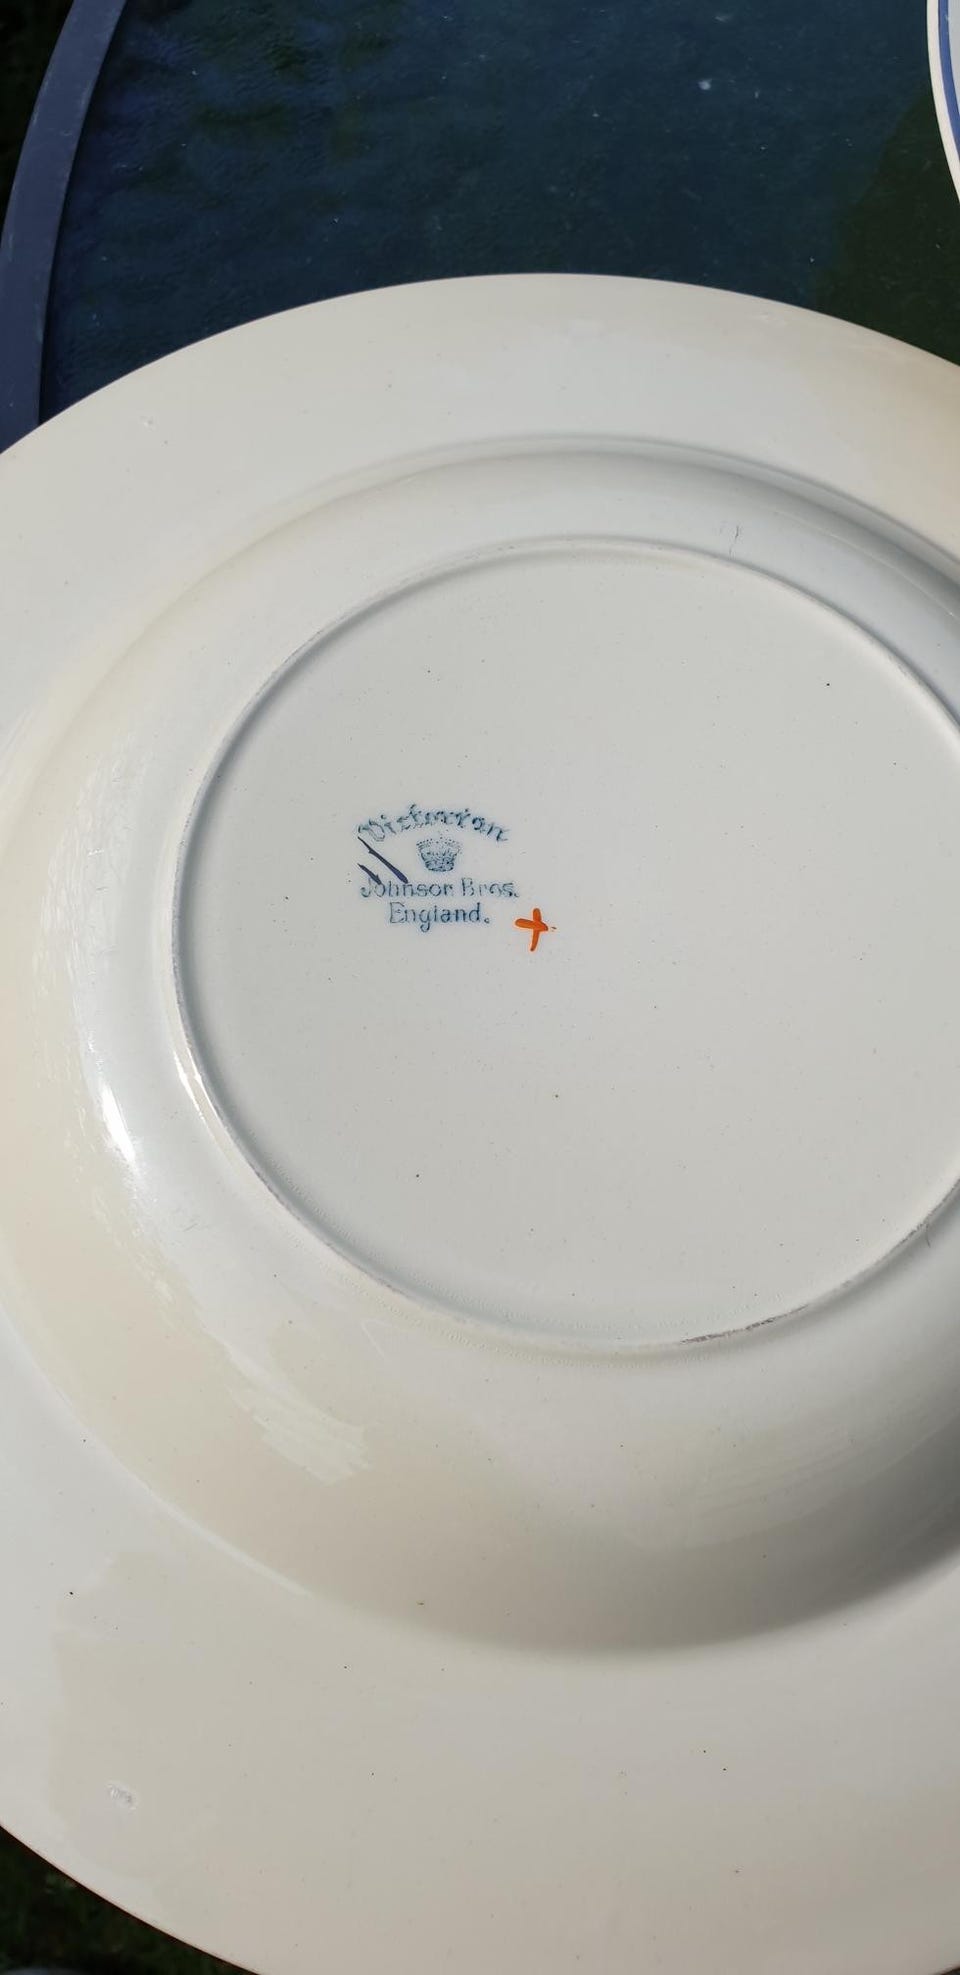 Victorian
Johnson Bros.
England.